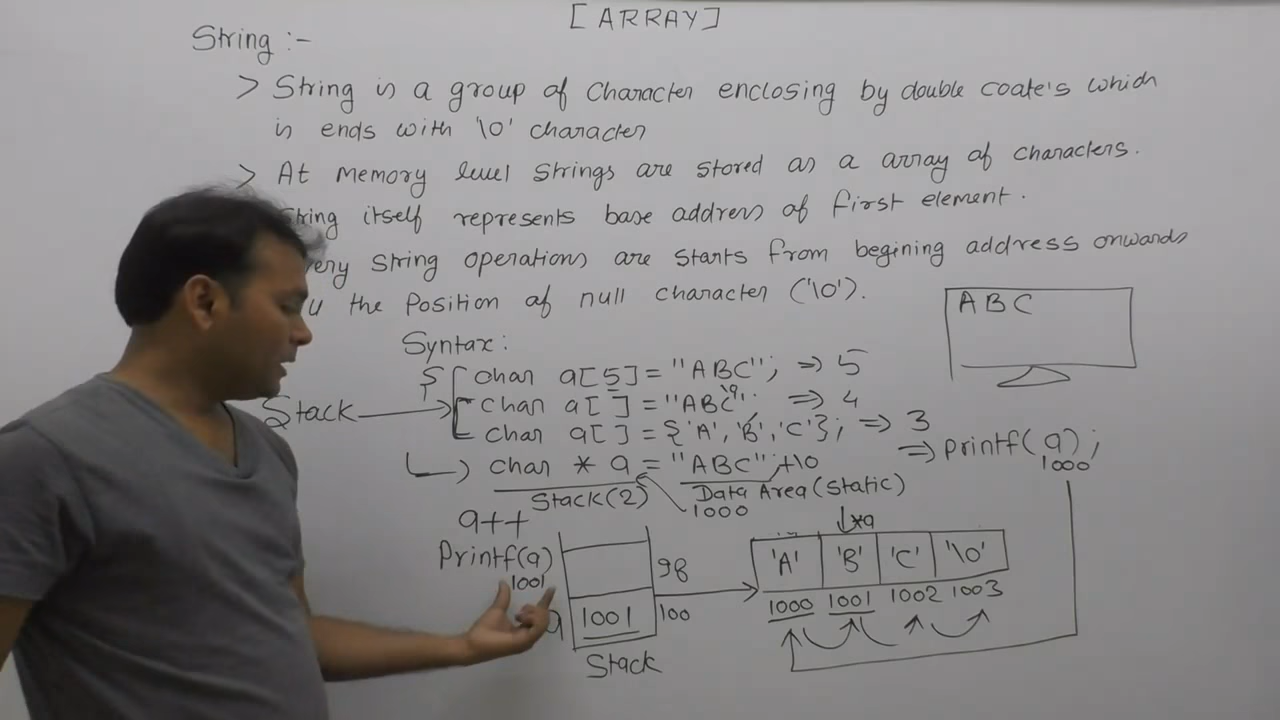 [ARRAY]
String :-
> String is a group of character enclosing by double coate's which
is ends with '\0' character
> At memory level strings are stored as a array of characters.
itself represents base address of first element.
string operations are starts from begining address onwards
the position of null character ('\0').
ABC
Syntax:
5 char a[5] = "ABC"; => 5
Stack char a[ ] = "ABC\0"; => 4
char a[ ] = {'A', 'B', 'C'}; => 3
=> printf(a);
1000
char * a = "ABC"; +\0
Stack(2) Data Area(static)
1000
a++
*a
Printf(a)
1001
98
'A' 'B' 'C' '\0'
1000 1001 1002 1003
a 1001 100
Stack